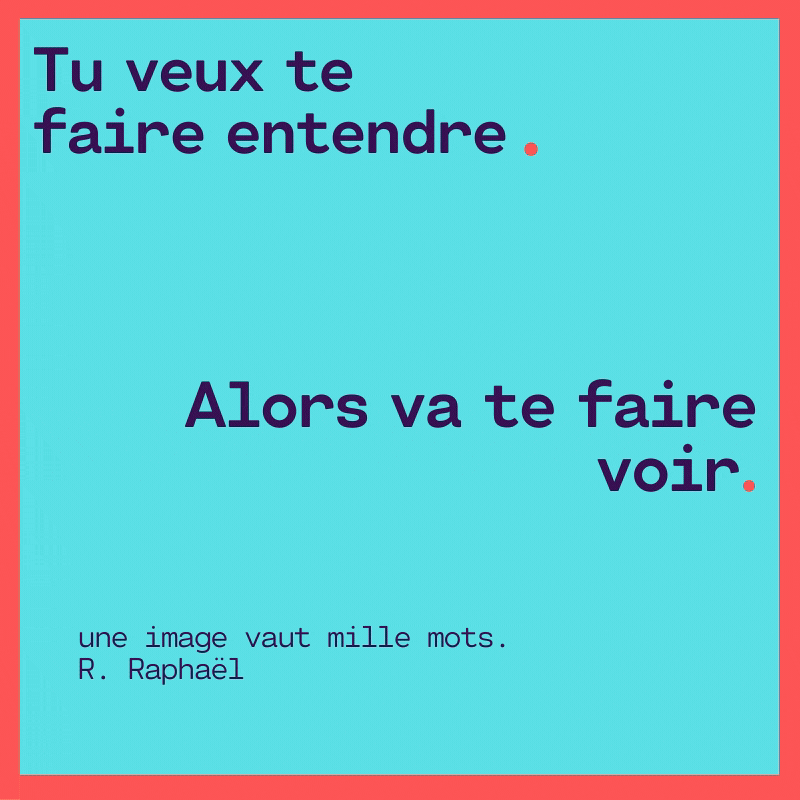 Tu veux te
faire entendre .
Alors va te faire
voir.
une image vaut mille mots.
R. Raphaël